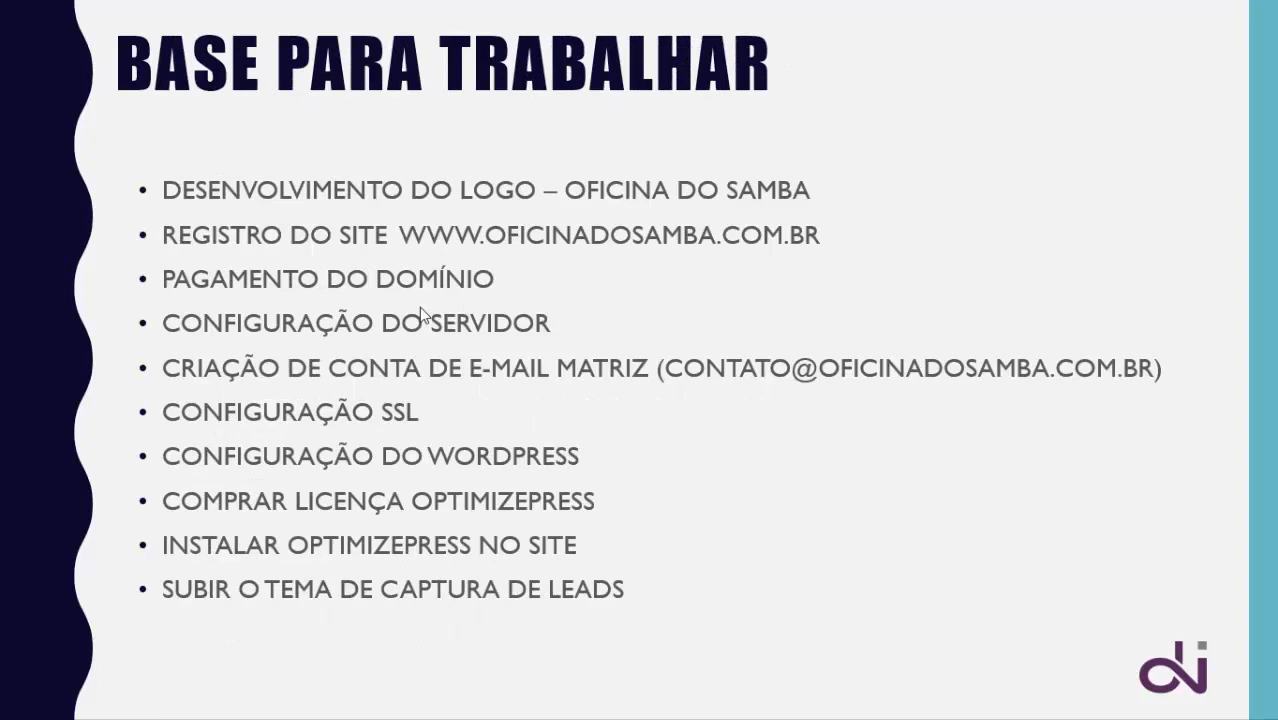 BASE PARA TRABALHAR
• DESENVOLVIMENTO DO LOGO – OFICINA DO SAMBA
• REGISTRO DO SITE WWW.OFICINADOSAMBA.COM.BR
• PAGAMENTO DO DOMÍNIO
• CONFIGURAÇÃO DO SERVIDOR
• CRIAÇÃO DE CONTA DE E-MAIL MATRIZ (CONTATO@OFICINADOSAMBA.COM.BR)
• CONFIGURAÇÃO SSL
• CONFIGURAÇÃO DO WORDPRESS
• COMPRAR LICENÇA OPTIMIZEPRESS
• INSTALAR OPTIMIZEPRESS NO SITE
• SUBIR O TEMA DE CAPTURA DE LEADS